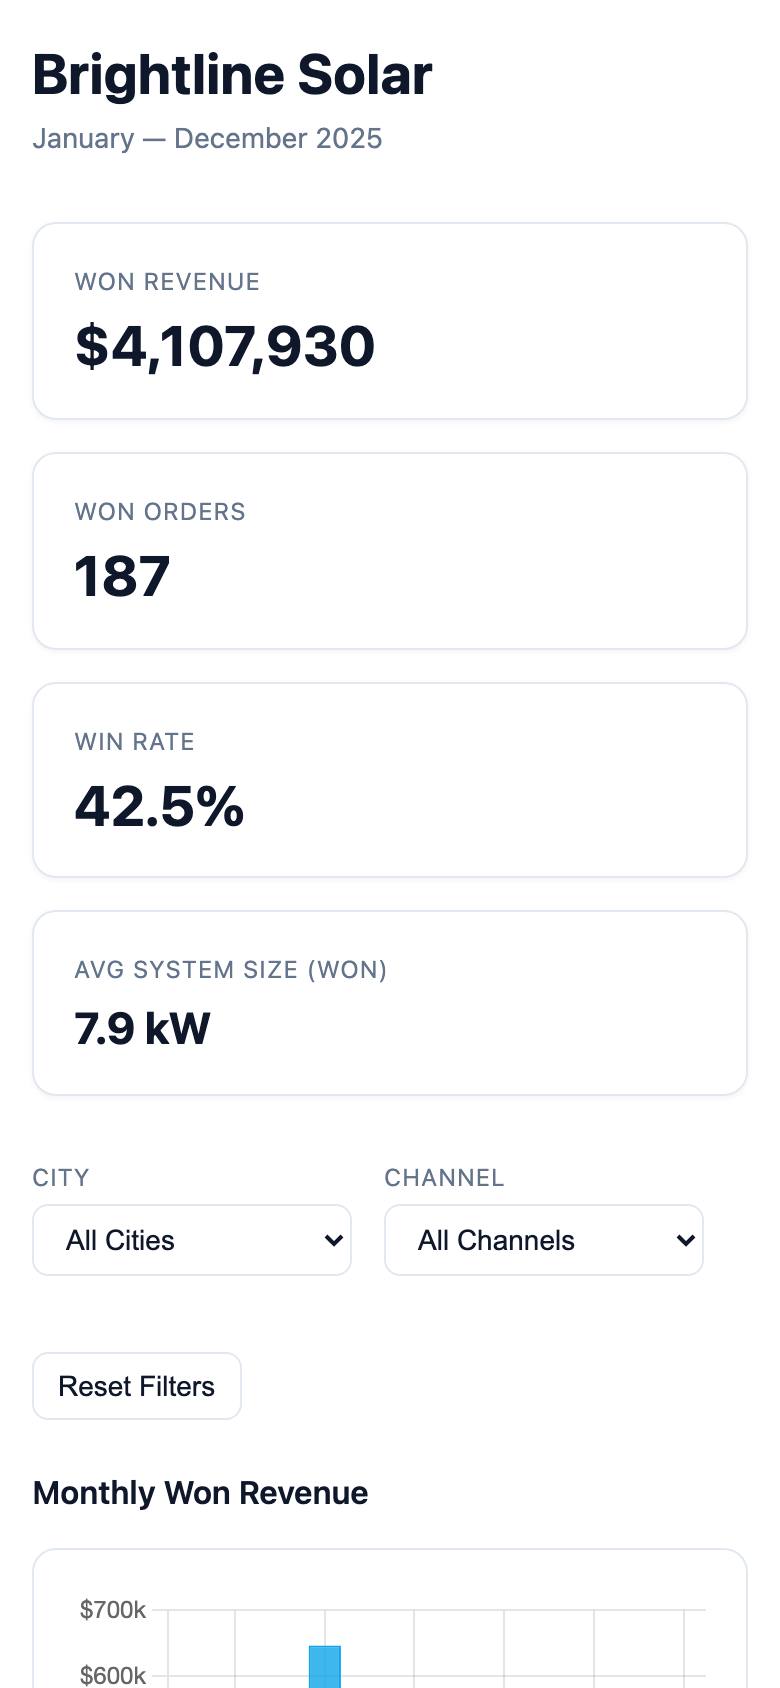 Brightline Solar
January — December 2025
WON REVENUE
$4,107,930
WON ORDERS
187
WIN RATE
42.5%
AVG SYSTEM SIZE (WON)
7.9 kW
CITY
CHANNEL
All Cities
All Channels
Reset Filters
Monthly Won Revenue
$700k
$600k